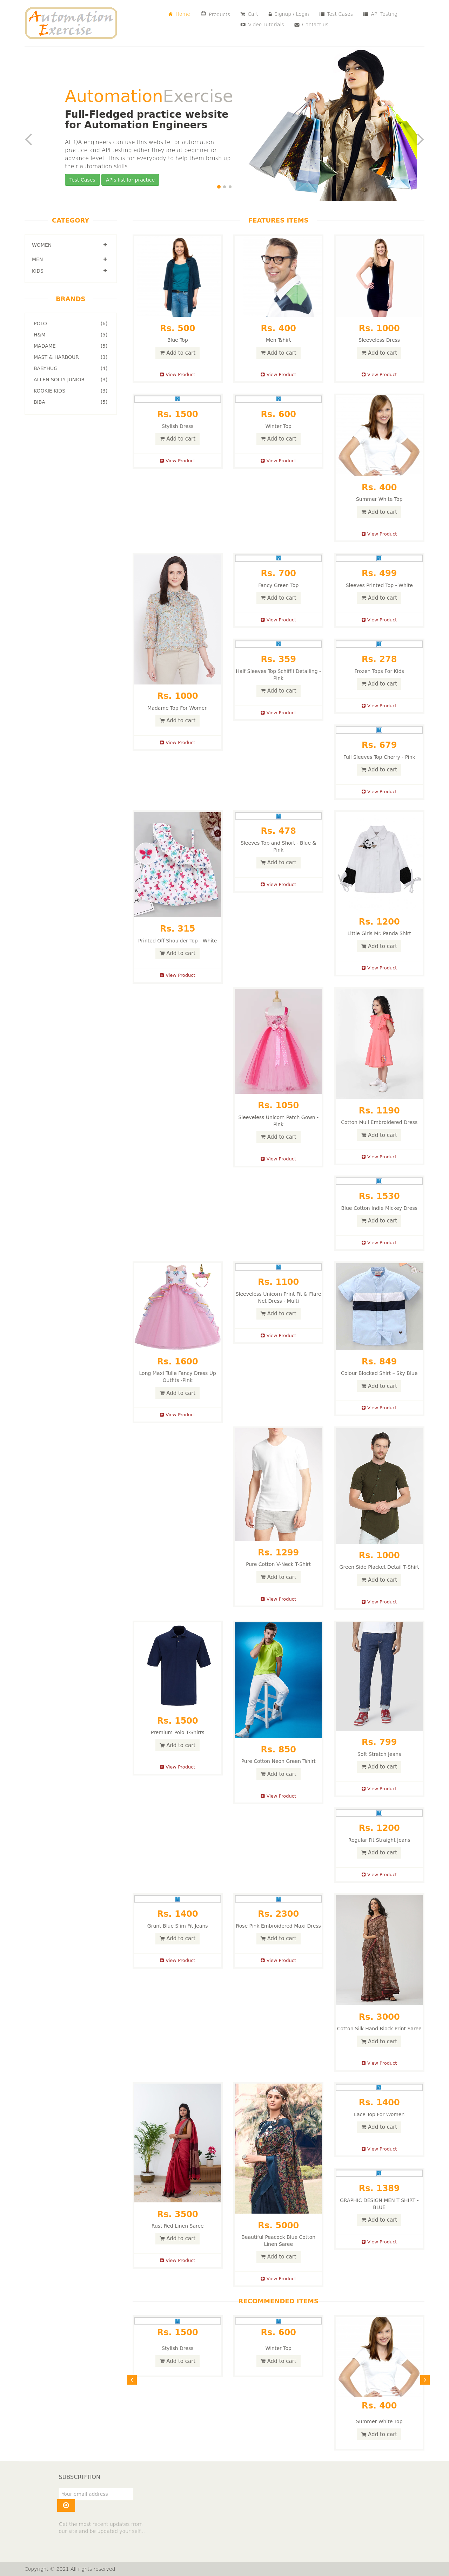 Automation
Exercise
Home
Products
Cart
Signup / Login
Test Cases
API Testing
Video Tutorials
Contact us
AutomationExercise
Full-Fledged practice website
for Automation Engineers
All QA engineers can use this website for automation
practice and API testing either they are at beginner or
advance level. This is for everybody to help them brush up
their automation skills.
Test Cases
APIs list for practice
CATEGORY
WOMEN
MEN
KIDS
BRANDS
POLO (6)
H&M (5)
MADAME (5)
MAST & HARBOUR (3)
BABYHUG (4)
ALLEN SOLLY JUNIOR (3)
KOOKIE KIDS (3)
BIBA (5)
FEATURES ITEMS
Rs. 500
Blue Top
Add to cart
View Product
Rs. 400
Men Tshirt
Add to cart
View Product
Rs. 1000
Sleeveless Dress
Add to cart
View Product
Rs. 1500
Stylish Dress
Add to cart
View Product
Rs. 600
Winter Top
Add to cart
View Product
Rs. 400
Summer White Top
Add to cart
View Product
Rs. 1000
Madame Top For Women
Add to cart
View Product
Rs. 700
Fancy Green Top
Add to cart
View Product
Rs. 499
Sleeves Printed Top - White
Add to cart
View Product
Rs. 359
Half Sleeves Top Schiffli Detailing -
Pink
Add to cart
View Product
Rs. 278
Frozen Tops For Kids
Add to cart
View Product
Rs. 679
Full Sleeves Top Cherry - Pink
Add to cart
View Product
Rs. 315
Printed Off Shoulder Top - White
Add to cart
View Product
Rs. 478
Sleeves Top and Short - Blue &
Pink
Add to cart
View Product
Rs. 1200
Little Girls Mr. Panda Shirt
Add to cart
View Product
Rs. 1050
Sleeveless Unicorn Patch Gown -
Pink
Add to cart
View Product
Rs. 1190
Cotton Mull Embroidered Dress
Add to cart
View Product
Rs. 1530
Blue Cotton Indie Mickey Dress
Add to cart
View Product
Rs. 1600
Long Maxi Tulle Fancy Dress Up
Outfits -Pink
Add to cart
View Product
Rs. 1100
Sleeveless Unicorn Print Fit & Flare
Net Dress - Multi
Add to cart
View Product
Rs. 849
Colour Blocked Shirt – Sky Blue
Add to cart
View Product
Rs. 1299
Pure Cotton V-Neck T-Shirt
Add to cart
View Product
Rs. 1000
Green Side Placket Detail T-Shirt
Add to cart
View Product
Rs. 1500
Premium Polo T-Shirts
Add to cart
View Product
Rs. 850
Pure Cotton Neon Green Tshirt
Add to cart
View Product
Rs. 799
Soft Stretch Jeans
Add to cart
View Product
Rs. 1200
Regular Fit Straight Jeans
Add to cart
View Product
Rs. 1400
Grunt Blue Slim Fit Jeans
Add to cart
View Product
Rs. 2300
Rose Pink Embroidered Maxi Dress
Add to cart
View Product
Rs. 3000
Cotton Silk Hand Block Print Saree
Add to cart
View Product
Rs. 3500
Rust Red Linen Saree
Add to cart
View Product
Rs. 5000
Beautiful Peacock Blue Cotton
Linen Saree
Add to cart
View Product
Rs. 1400
Lace Top For Women
Add to cart
View Product
Rs. 1389
GRAPHIC DESIGN MEN T SHIRT -
BLUE
Add to cart
View Product
RECOMMENDED ITEMS
Rs. 1500
Stylish Dress
Add to cart
Rs. 600
Winter Top
Add to cart
Rs. 400
Summer White Top
Add to cart
SUBSCRIPTION
Your email address
Get the most recent updates from
our site and be updated your self...
Copyright © 2021 All rights reserved